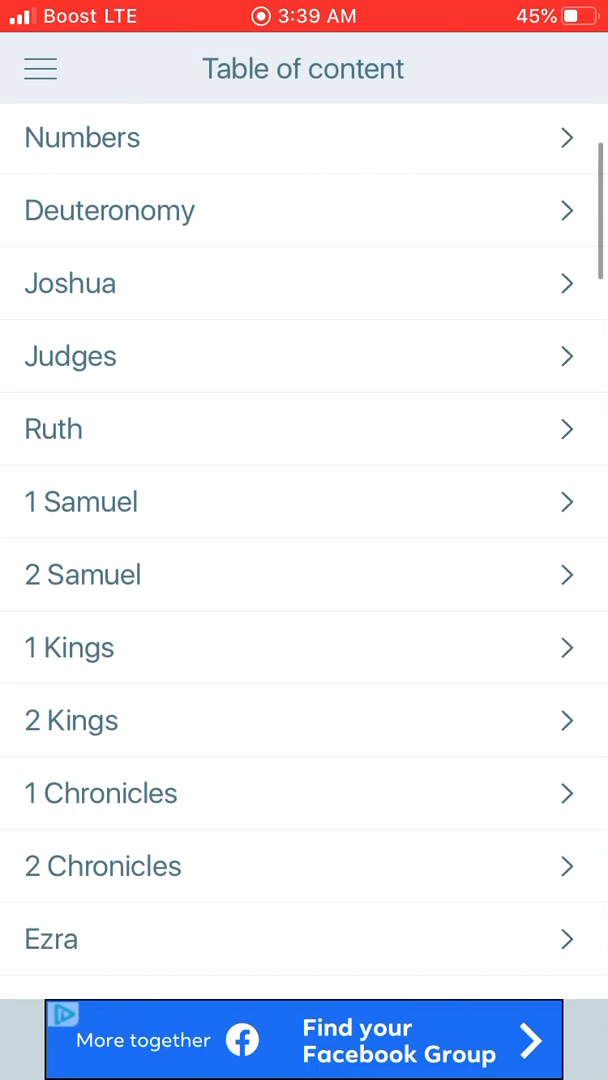 Boost LTE
3:39 AM
45%
Table of content
Numbers
Deuteronomy
Joshua
Judges
Ruth
1 Samuel
2 Samuel
1 Kings
2 Kings
1 Chronicles
2 Chronicles
Ezra
More together
Find your
Facebook Group